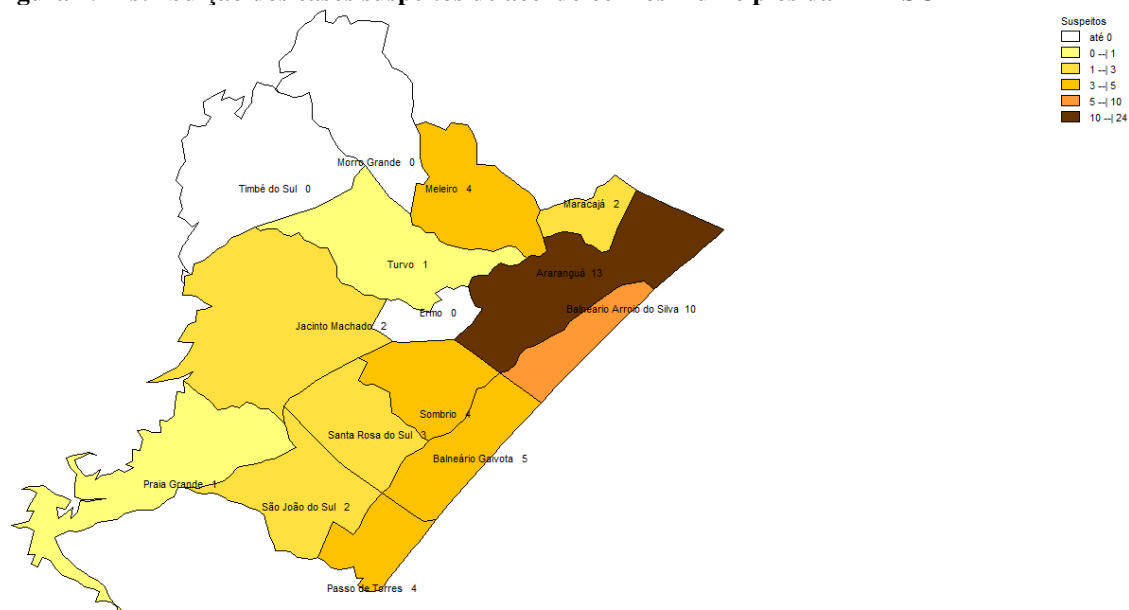 Suspeitos
até 0
0 --| 1
1 --| 3
3 --| 5
5 --| 10
10 --| 24
Morro Grande 0
Timbé do Sul 0
Meleiro 4
Maracajá 2
Turvo 1
Araranguá 13
Ermo 0
Balneario Arroio do Silva 10
Jacinto Machado 2
Sombrio 4
Santa Rosa do Sul 3
Balneário Gaivota 5
Praia Grande 1
São João do Sul 2
Passo de Torres 4